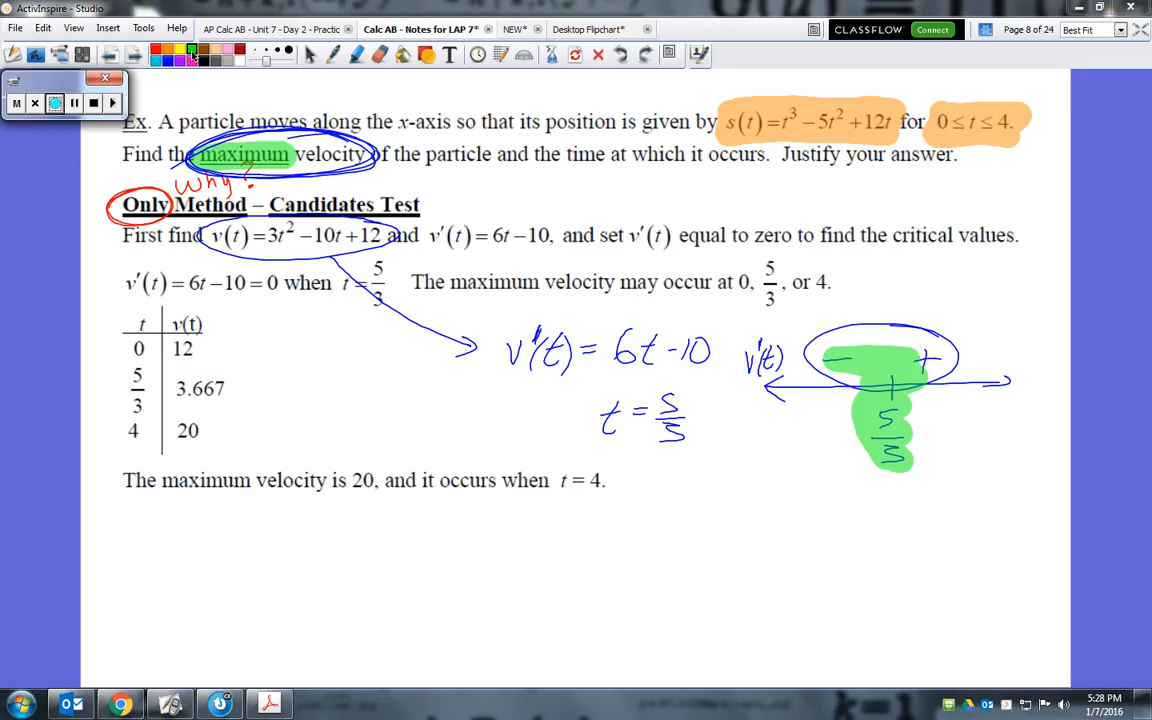 ActivInspire - Studio
File Edit View Insert Tools Help
AP Calc AB - Unit 7 - Day 2 - Practic
Calc AB - Notes for LAP 7*
NEW*
Desktop Flipchart*
CLASSFLOW
Connect
Page 8 of 24
Best Fit
M
Ex. A particle moves along the x-axis so that its position is given by s(t) = t³ − 5t² + 12t for 0 ≤ t ≤ 4.
Find the maximum velocity of the particle and the time at which it occurs. Justify your answer.
Why?
Only Method – Candidates Test
First find v(t) = 3t² − 10t + 12 and v′(t) = 6t − 10, and set v′(t) equal to zero to find the critical values.
v′(t) = 6t − 10 = 0 when t = 5/3 The maximum velocity may occur at 0, 5/3, or 4.
t v(t)
0 12
5/3 3.667
4 20
v'(t) = 6t - 10
t = 5/3
v'(t) − +
5/3
The maximum velocity is 20, and it occurs when t = 4.
5:28 PM
1/7/2016